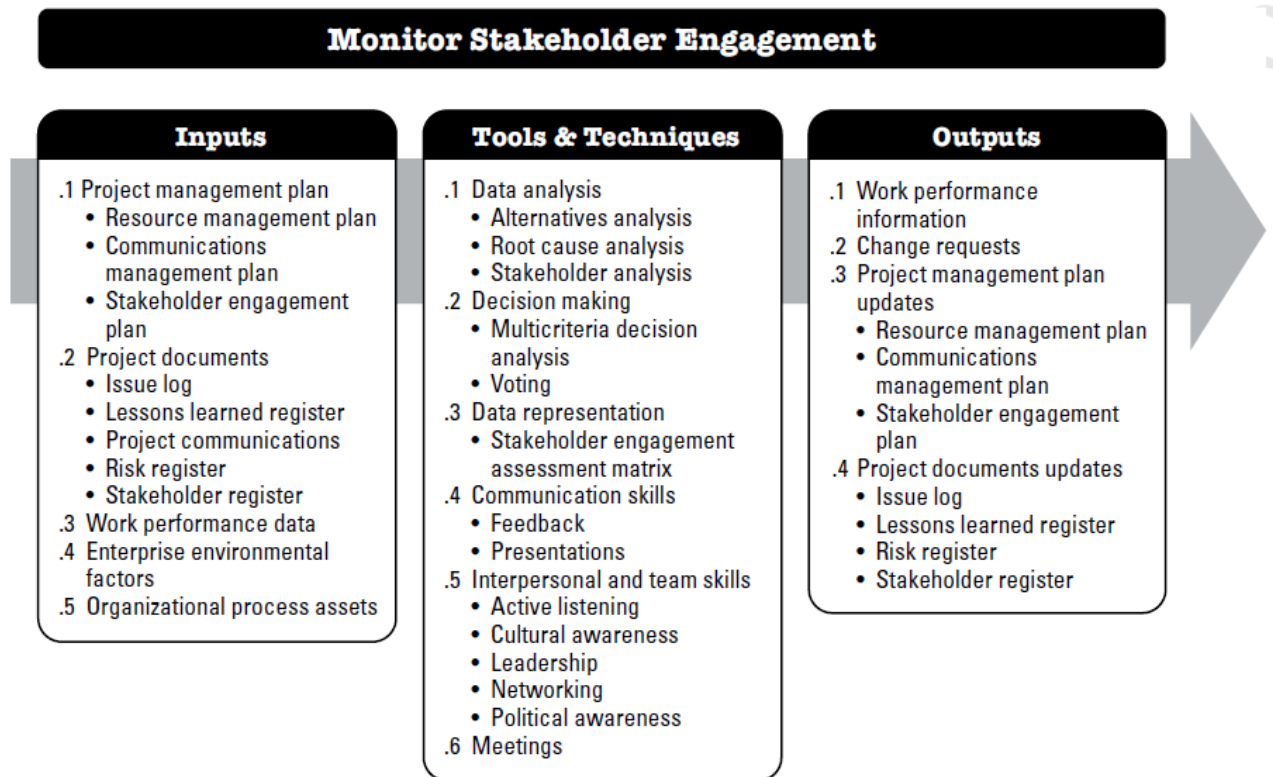 Monitor Stakeholder Engagement
Inputs
.1 Project management plan
• Resource management plan
• Communications
management plan
• Stakeholder engagement
plan
.2 Project documents
• Issue log
• Lessons learned register
• Project communications
• Risk register
• Stakeholder register
.3 Work performance data
.4 Enterprise environmental
factors
.5 Organizational process assets
Tools & Techniques
.1 Data analysis
• Alternatives analysis
• Root cause analysis
• Stakeholder analysis
.2 Decision making
• Multicriteria decision
analysis
• Voting
.3 Data representation
• Stakeholder engagement
assessment matrix
.4 Communication skills
• Feedback
• Presentations
.5 Interpersonal and team skills
• Active listening
• Cultural awareness
• Leadership
• Networking
• Political awareness
.6 Meetings
Outputs
.1 Work performance
information
.2 Change requests
.3 Project management plan
updates
• Resource management plan
• Communications
management plan
• Stakeholder engagement
plan
.4 Project documents updates
• Issue log
• Lessons learned register
• Risk register
• Stakeholder register